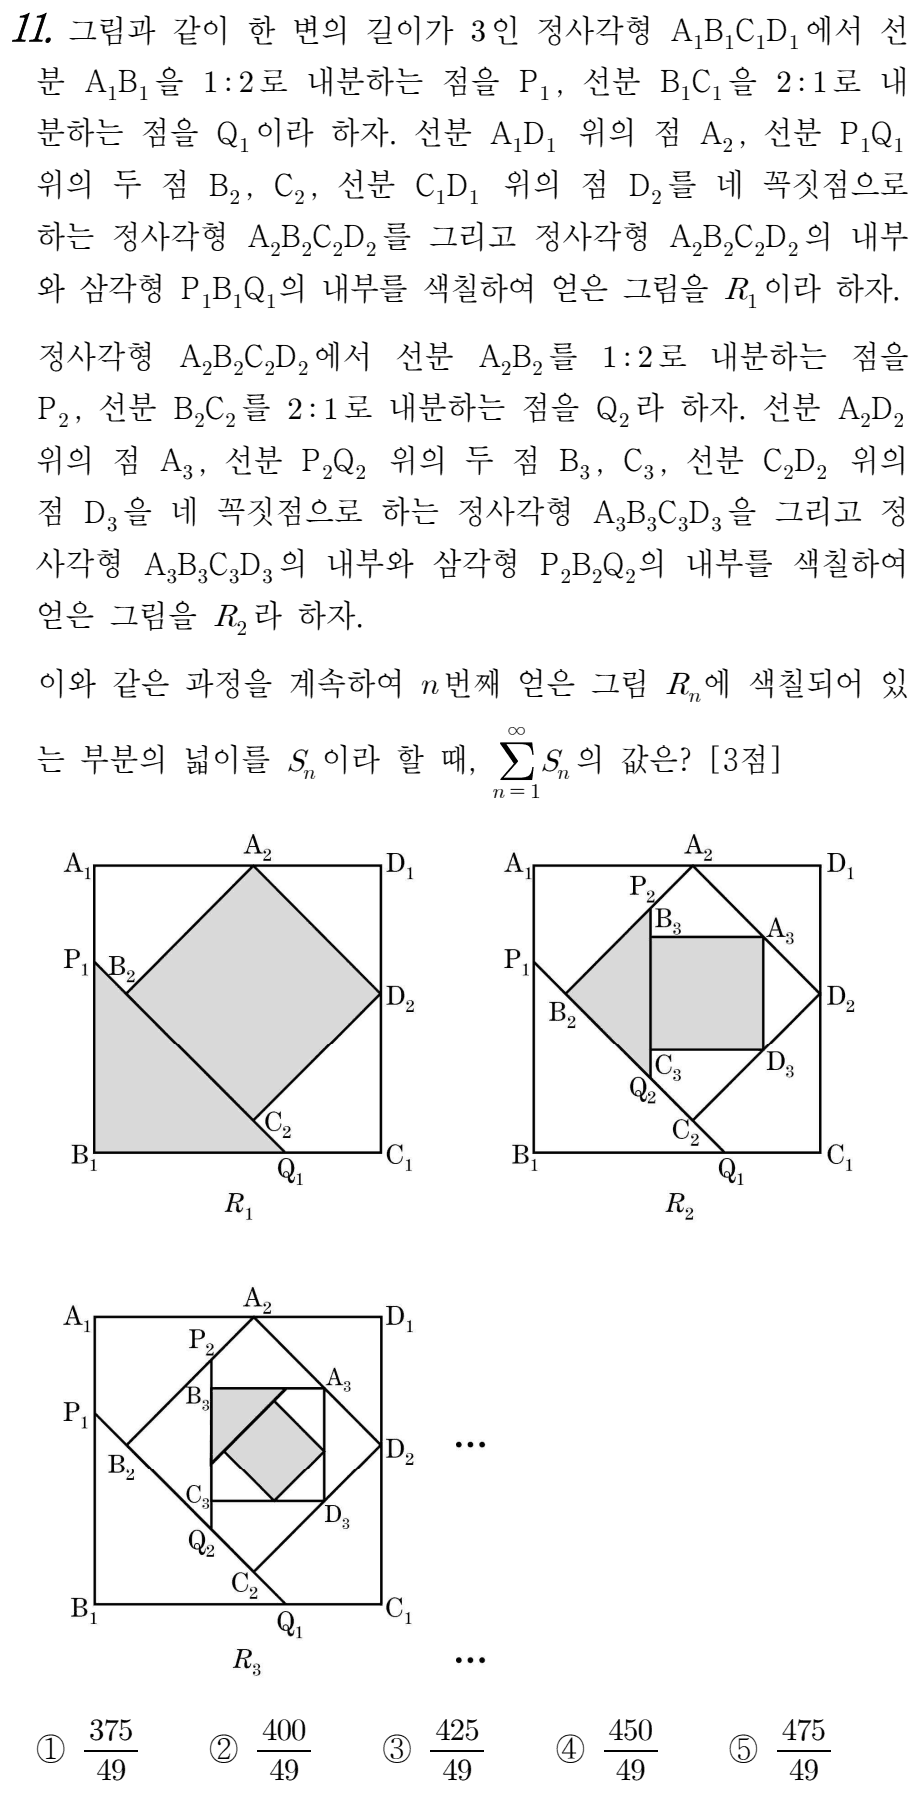 11. 그림과 같이 한 변의 길이가 3인 정사각형 A₁B₁C₁D₁에서 선
분 A₁B₁을 1:2로 내분하는 점을 P₁, 선분 B₁C₁을 2:1로 내
분하는 점을 Q₁이라 하자. 선분 A₁D₁ 위의 점 A₂, 선분 P₁Q₁
위의 두 점 B₂, C₂, 선분 C₁D₁ 위의 점 D₂를 네 꼭짓점으로
하는 정사각형 A₂B₂C₂D₂를 그리고 정사각형 A₂B₂C₂D₂의 내부
와 삼각형 P₁B₁Q₁의 내부를 색칠하여 얻은 그림을 R₁이라 하자.
정사각형 A₂B₂C₂D₂에서 선분 A₂B₂를 1:2로 내분하는 점을
P₂, 선분 B₂C₂를 2:1로 내분하는 점을 Q₂라 하자. 선분 A₂D₂
위의 점 A₃, 선분 P₂Q₂ 위의 두 점 B₃, C₃, 선분 C₂D₂ 위의
점 D₃을 네 꼭짓점으로 하는 정사각형 A₃B₃C₃D₃을 그리고 정
사각형 A₃B₃C₃D₃의 내부와 삼각형 P₂B₂Q₂의 내부를 색칠하여
얻은 그림을 R₂라 하자.
이와 같은 과정을 계속하여 n번째 얻은 그림 Rₙ에 색칠되어 있
는 부분의 넓이를 Sₙ이라 할 때, ∑_{n=1}^{∞} Sₙ의 값은? [3점]
A₁ A₂ D₁
P₁ B₂ D₂
C₂
B₁ Q₁ C₁
R₁
A₁ A₂ D₁
P₂ B₃ A₃
P₁ B₂ D₂
C₃ D₃
Q₂ C₂
B₁ Q₁ C₁
R₂
A₁ A₂ D₁
P₂
B₃ A₃
P₁ B₂ D₂
C₃ D₃
Q₂ C₂
B₁ Q₁ C₁
R₃
…
…
① 375/49 ② 400/49 ③ 425/49 ④ 450/49 ⑤ 475/49